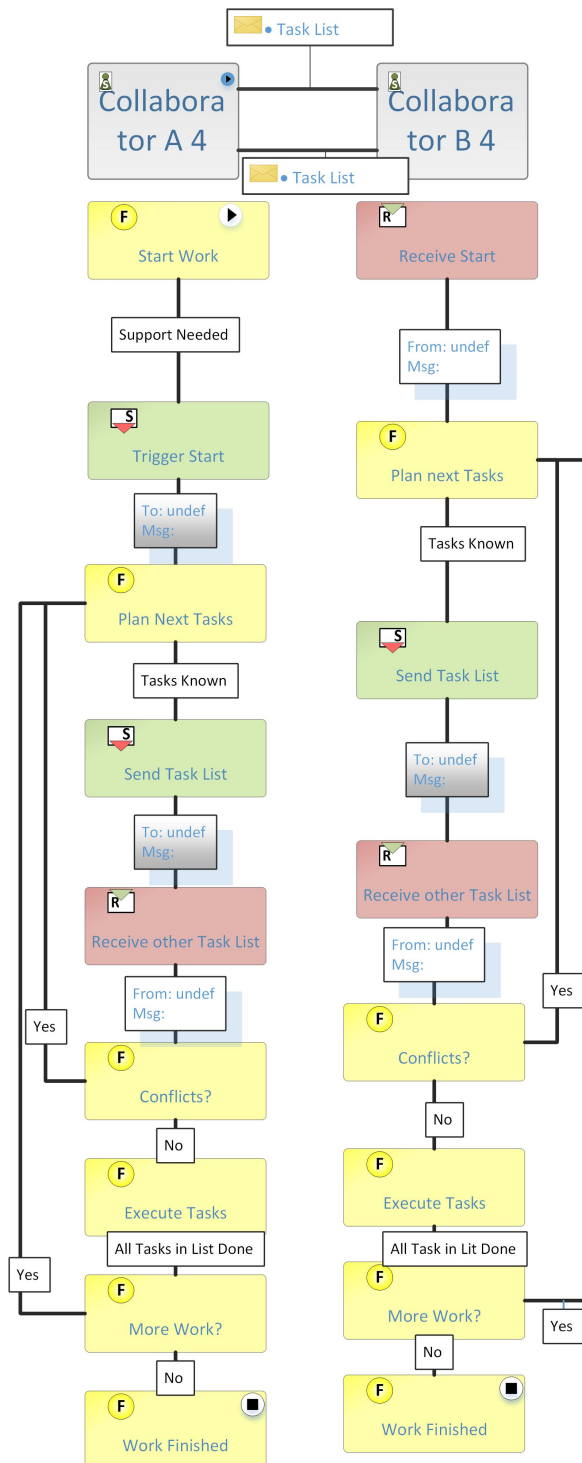 • Task List
S
Collabora
tor A 4
S
Collabora
tor B 4
• Task List
F
Start Work
Support Needed
S
Trigger Start
To: undef
Msg:
F
Plan Next Tasks
Tasks Known
S
Send Task List
To: undef
Msg:
R
Receive other Task List
From: undef
Msg:
Yes
F
Conflicts?
No
F
Execute Tasks
All Tasks in List Done
Yes
F
More Work?
No
F
Work Finished
R
Receive Start
From: undef
Msg:
F
Plan next Tasks
Tasks Known
S
Send Task List
To: undef
Msg:
R
Receive other Task List
From: undef
Msg:
Yes
F
Conflicts?
No
F
Execute Tasks
All Task in Lit Done
F
More Work?
Yes
No
F
Work Finished